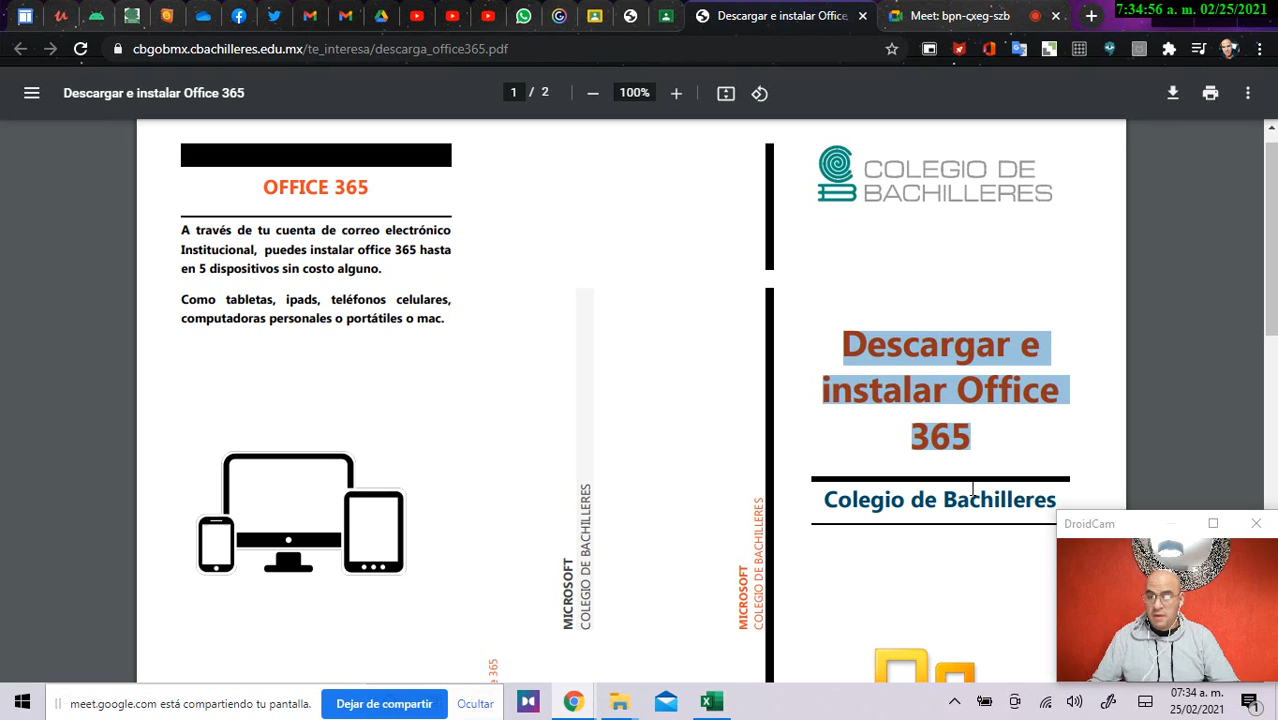 7:34:56 a. m. 02/25/2021
Descargar e instalar Office
Meet bpn-qxeg-szb
cbgobmx.cbachilleres.edu.mx/te_interesa/descarga_office365.pdf
Descargar e instalar Office 365
1 / 2
100%
OFFICE 365
A través de tu cuenta de correo electrónico
Institucional, puedes instalar office 365 hasta
en 5 dispositivos sin costo alguno.
Como tabletas, ipads, teléfonos celulares,
computadoras personales o portátiles o mac.
MICROSOFT
COLEGIO DE BACHILLERES
MICROSOFT
COLEGIO DE BACHILLERES
e 365
COLEGIO DE
BACHILLERES
Descargar e
instalar Office
365
Colegio de Bachilleres
DroidCam
meet.google.com está compartiendo tu pantalla.
Dejar de compartir
Ocultar
07:34 a. m.
25/02/2021
1